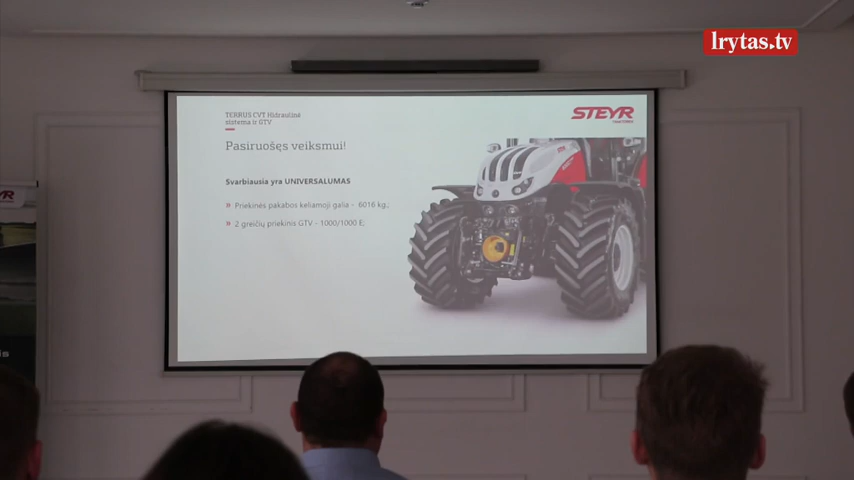 lrytas.tv
TERRUS CVT Hidraulinė
sistema ir GTV
STEYR
Pasiruošęs veiksmui!
Svarbiausia yra UNIVERSALUMAS
» Priekinės pakabos keliamoji galia - 6016 kg.;
» 2 greičių priekinis GTV - 1000/1000 E;